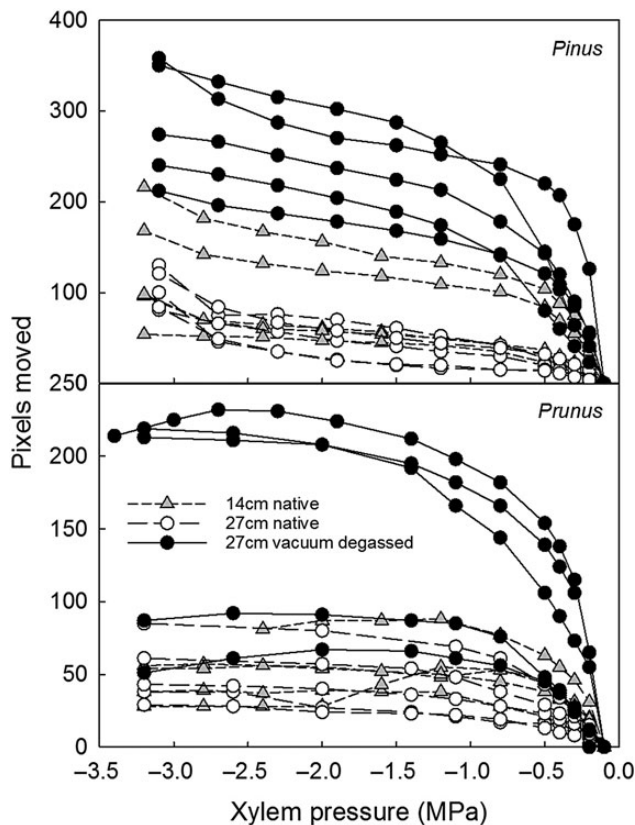 400
Pinus
300
200
100
Pixels moved
250
Prunus
200
150
14cm native
27cm native
27cm vacuum degassed
100
50
0
–3.5 –3.0 –2.5 –2.0 –1.5 –1.0 –0.5 0.0
Xylem pressure (MPa)